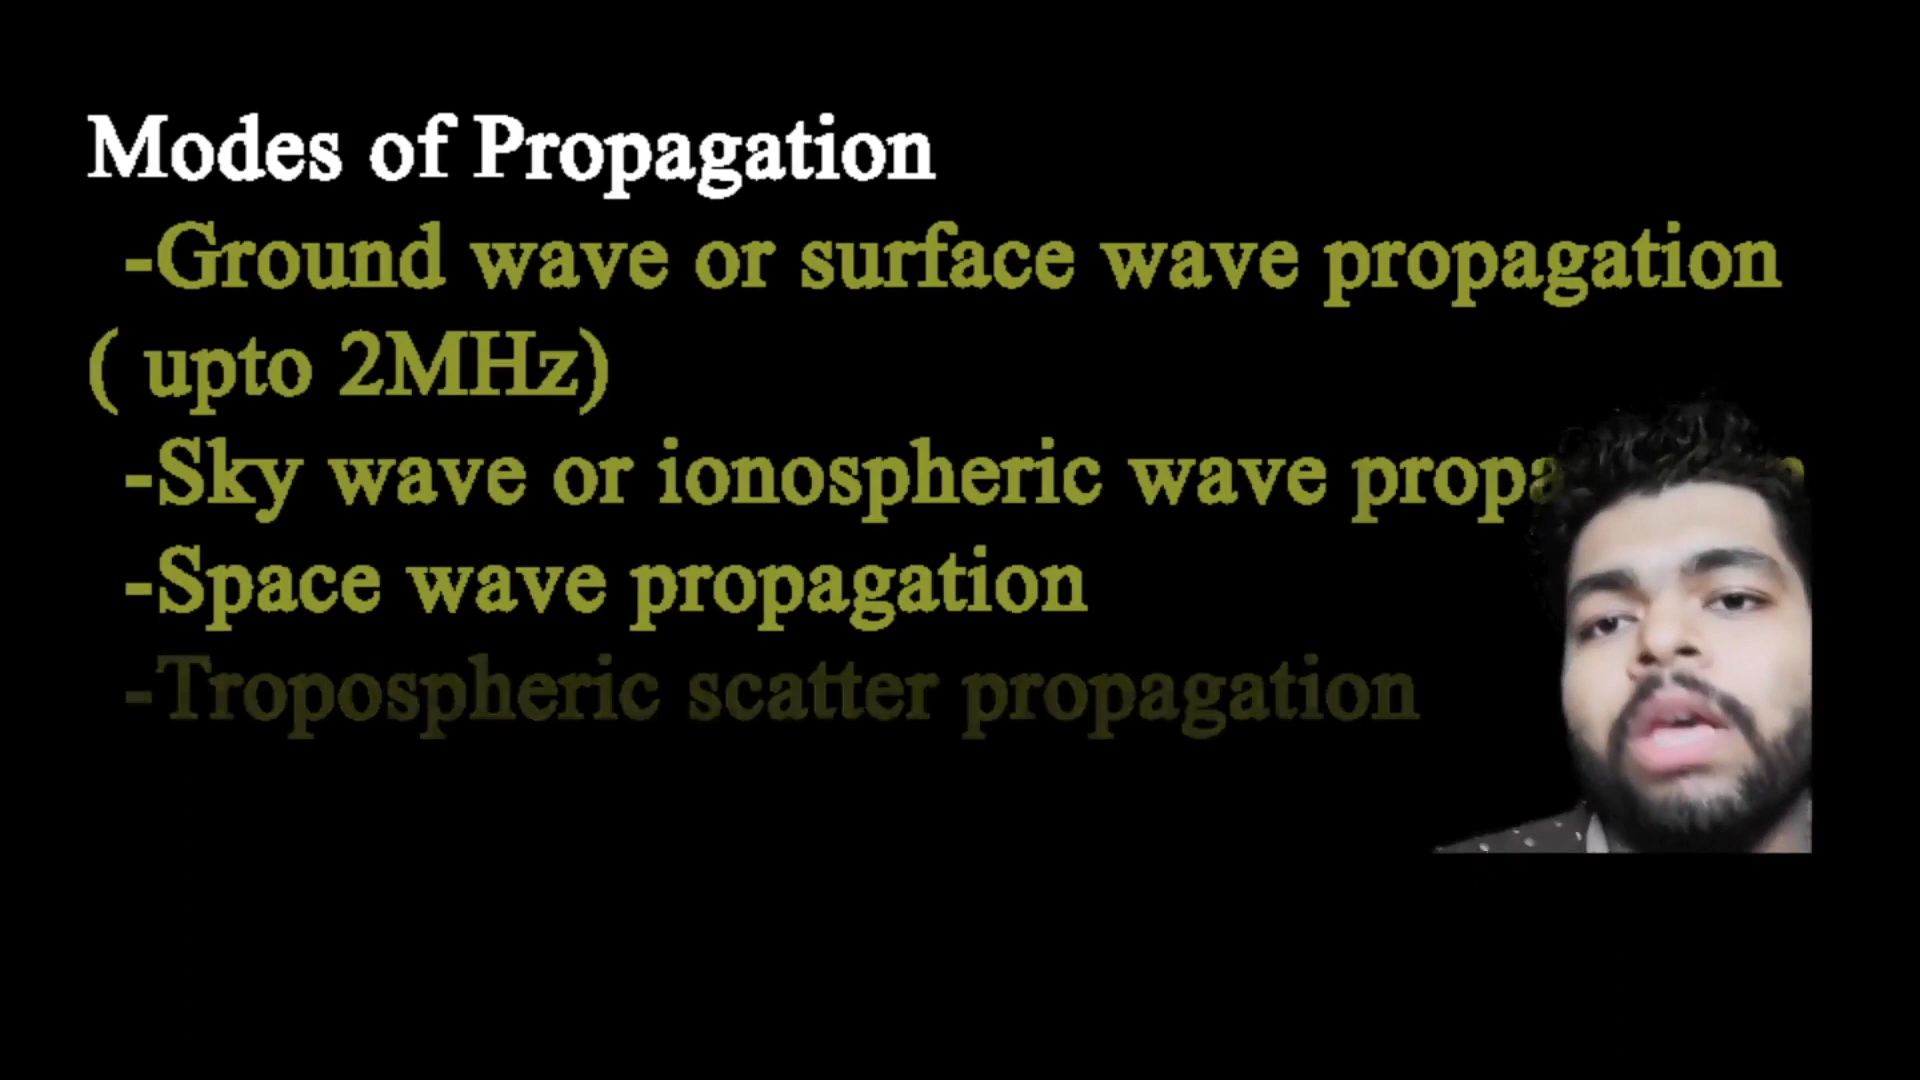 Modes of Propagation
-Ground wave or surface wave propagation
( upto 2MHz)
-Sky wave or ionospheric wave
-Space wave propagation
-Tropospheric scatter propagation